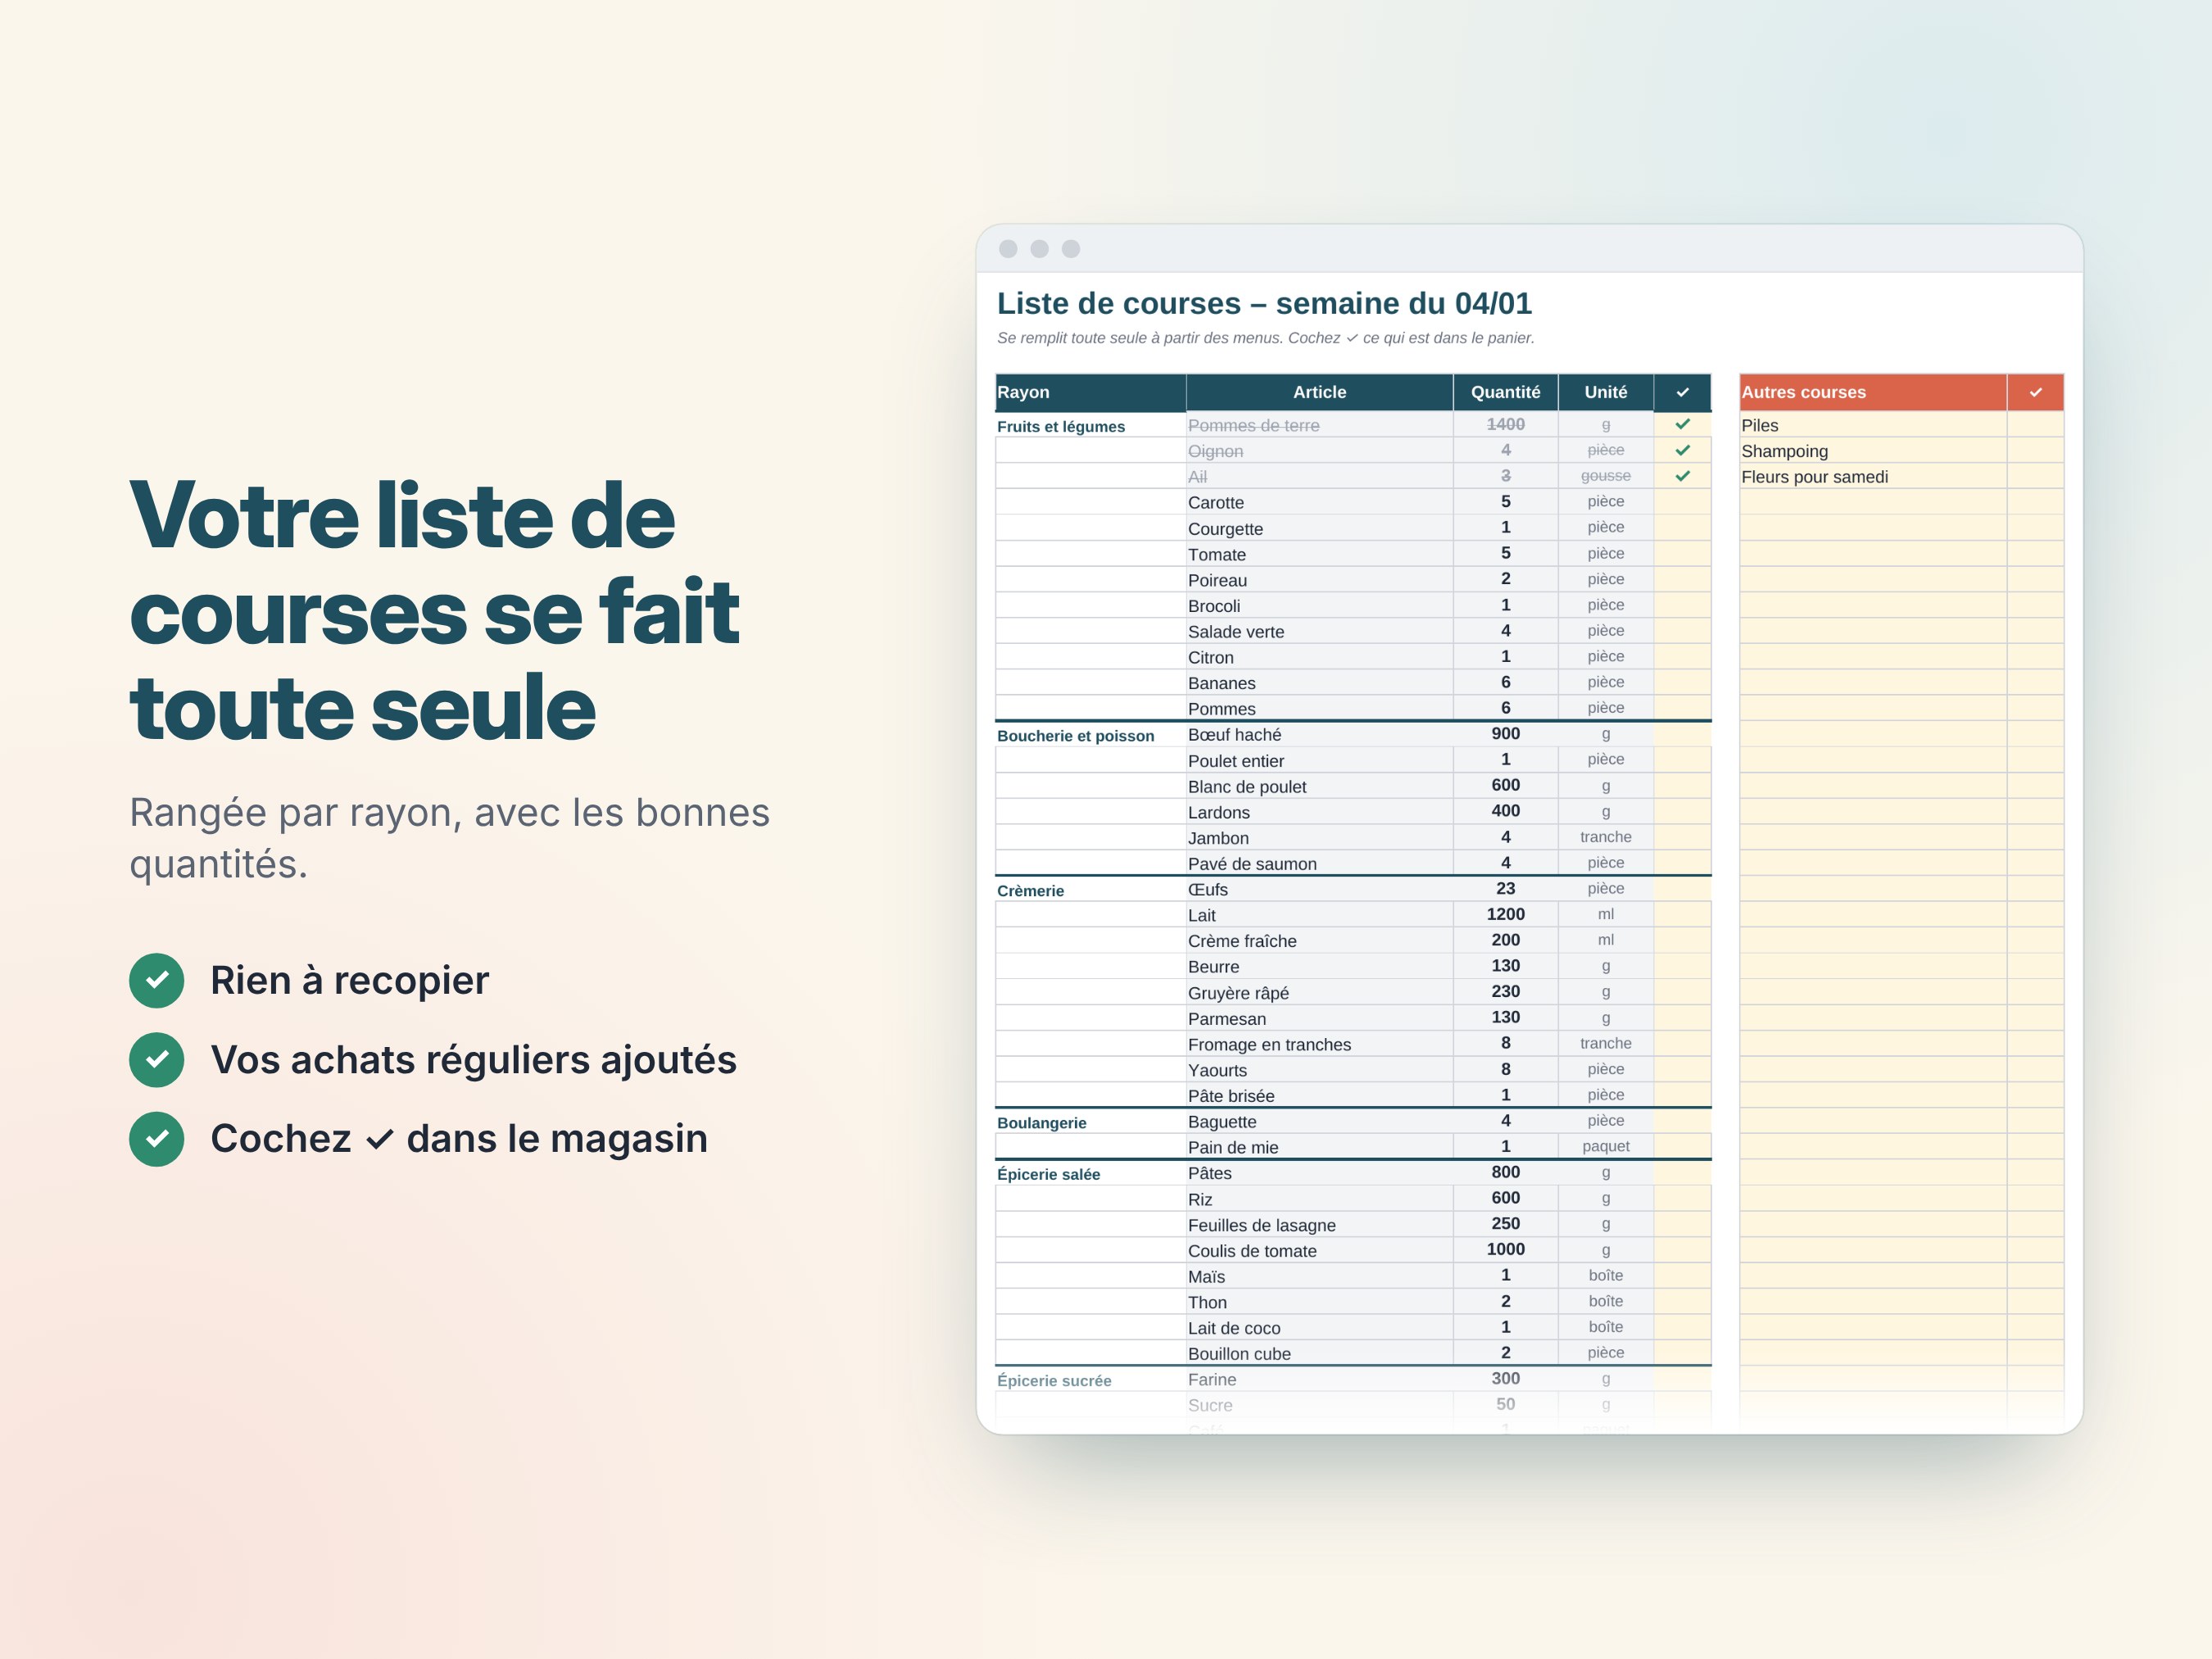 Votre liste de
courses se fait
toute seule
Rangée par rayon, avec les bonnes
quantités.
Rien à recopier
Vos achats réguliers ajoutés
Cochez ✓ dans le magasin
Liste de courses – semaine du 04/01
Se remplit toute seule à partir des menus. Cochez ✓ ce qui est dans le panier.
Rayon Article Quantité Unité ✓
Fruits et légumes Pommes de terre 1400 g ✓
Oignon 4 pièce ✓
Ail 3 gousse ✓
Carotte 5 pièce
Courgette 1 pièce
Tomate 5 pièce
Poireau 2 pièce
Brocoli 1 pièce
Salade verte 4 pièce
Citron 1 pièce
Bananes 6 pièce
Pommes 6 pièce
Boucherie et poisson Bœuf haché 900 g
Poulet entier 1 pièce
Blanc de poulet 600 g
Lardons 400 g
Jambon 4 tranche
Pavé de saumon 4 pièce
Crèmerie Œufs 23 pièce
Lait 1200 ml
Crème fraîche 200 ml
Beurre 130 g
Gruyère râpé 230 g
Parmesan 130 g
Fromage en tranches 8 tranche
Yaourts 8 pièce
Pâte brisée 1 pièce
Boulangerie Baguette 4 pièce
Pain de mie 1 paquet
Épicerie salée Pâtes 800 g
Riz 600 g
Feuilles de lasagne 250 g
Coulis de tomate 1000 g
Maïs 1 boîte
Thon 2 boîte
Lait de coco 1 boîte
Bouillon cube 2 pièce
Épicerie sucrée Farine 300 g
Sucre 50 g
Autres courses ✓
Piles
Shampoing
Fleurs pour samedi